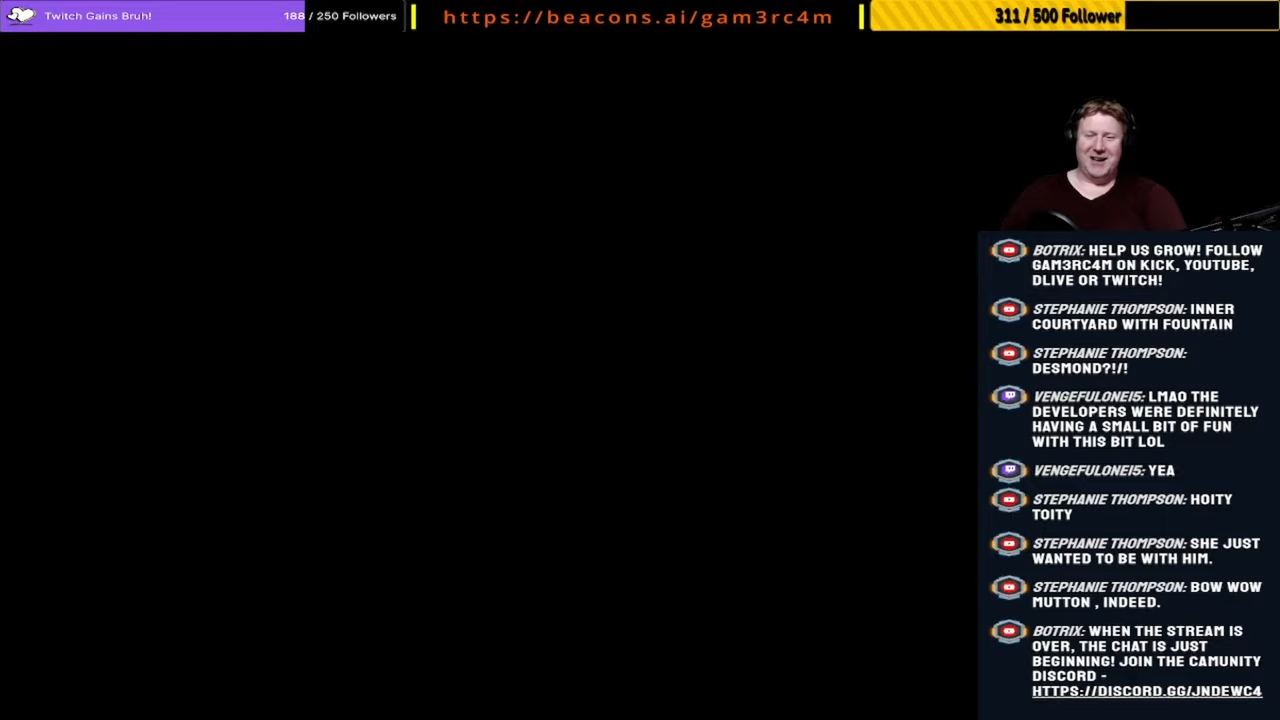 Twitch Gains Bruh! 188 / 250 Followers
https://beacons.ai/gam3rc4m
311 / 500 Follower
BOTRIX: HELP US GROW! FOLLOW
GAM3RC4M ON KICK, YOUTUBE,
DLIVE OR TWITCH!
STEPHANIE THOMPSON: INNER
COURTYARD WITH FOUNTAIN
STEPHANIE THOMPSON:
DESMOND?!/!
VENGEFULONE15: LMAO THE
DEVELOPERS WERE DEFINITELY
HAVING A SMALL BIT OF FUN
WITH THIS BIT LOL
VENGEFULONE15: YEA
STEPHANIE THOMPSON: HOITY
TOITY
STEPHANIE THOMPSON: SHE JUST
WANTED TO BE WITH HIM.
STEPHANIE THOMPSON: BOW WOW
MUTTON , INDEED.
BOTRIX: WHEN THE STREAM IS
OVER, THE CHAT IS JUST
BEGINNING! JOIN THE CAMUNITY
DISCORD -
HTTPS://DISCORD.GG/JNDEWC4